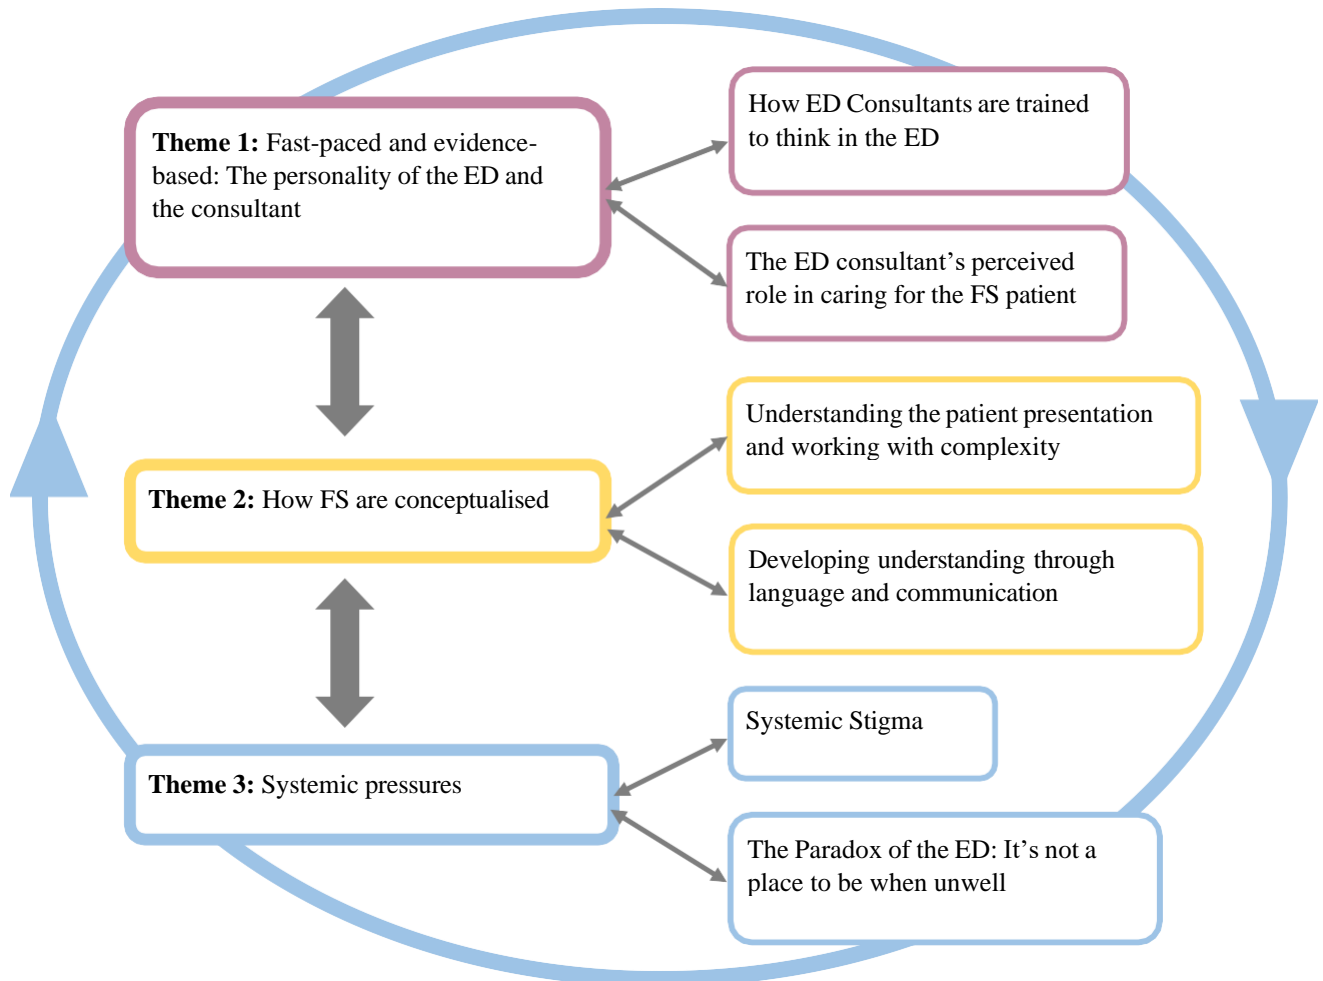 Theme 1: Fast-paced and evidence-
based: The personality of the ED and
the consultant
How ED Consultants are trained
to think in the ED
The ED consultant’s perceived
role in caring for the FS patient
Theme 2: How FS are conceptualised
Understanding the patient presentation
and working with complexity
Developing understanding through
language and communication
Theme 3: Systemic pressures
Systemic Stigma
The Paradox of the ED: It’s not a
place to be when unwell